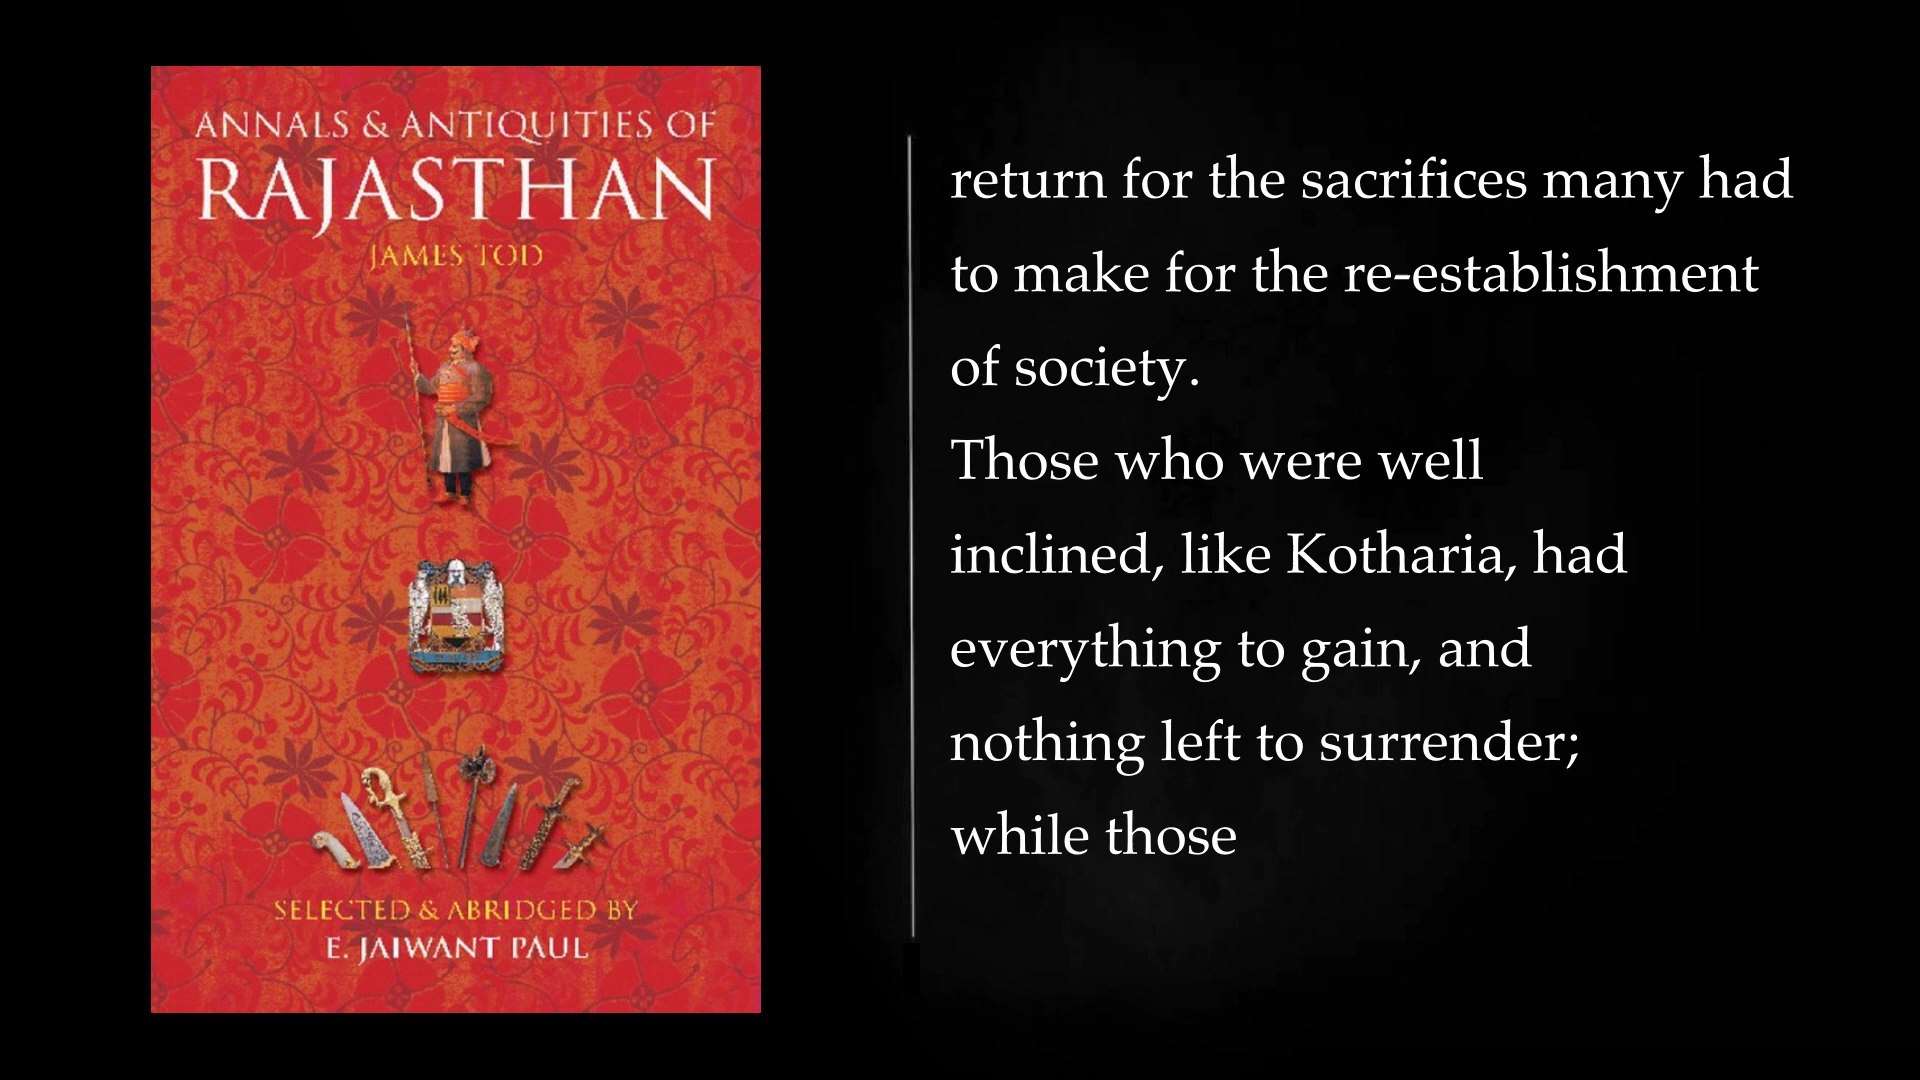 ANNALS & ANTIQUITIES OF
RAJASTHAN
JAMES TOD
SELECTED & ABRIDGED BY
E. JAIWANT PAUL
return for the sacrifices many had
to make for the re-establishment
of society.
Those who were well
inclined, like Kotharia, had
everything to gain, and
nothing left to surrender;
while those